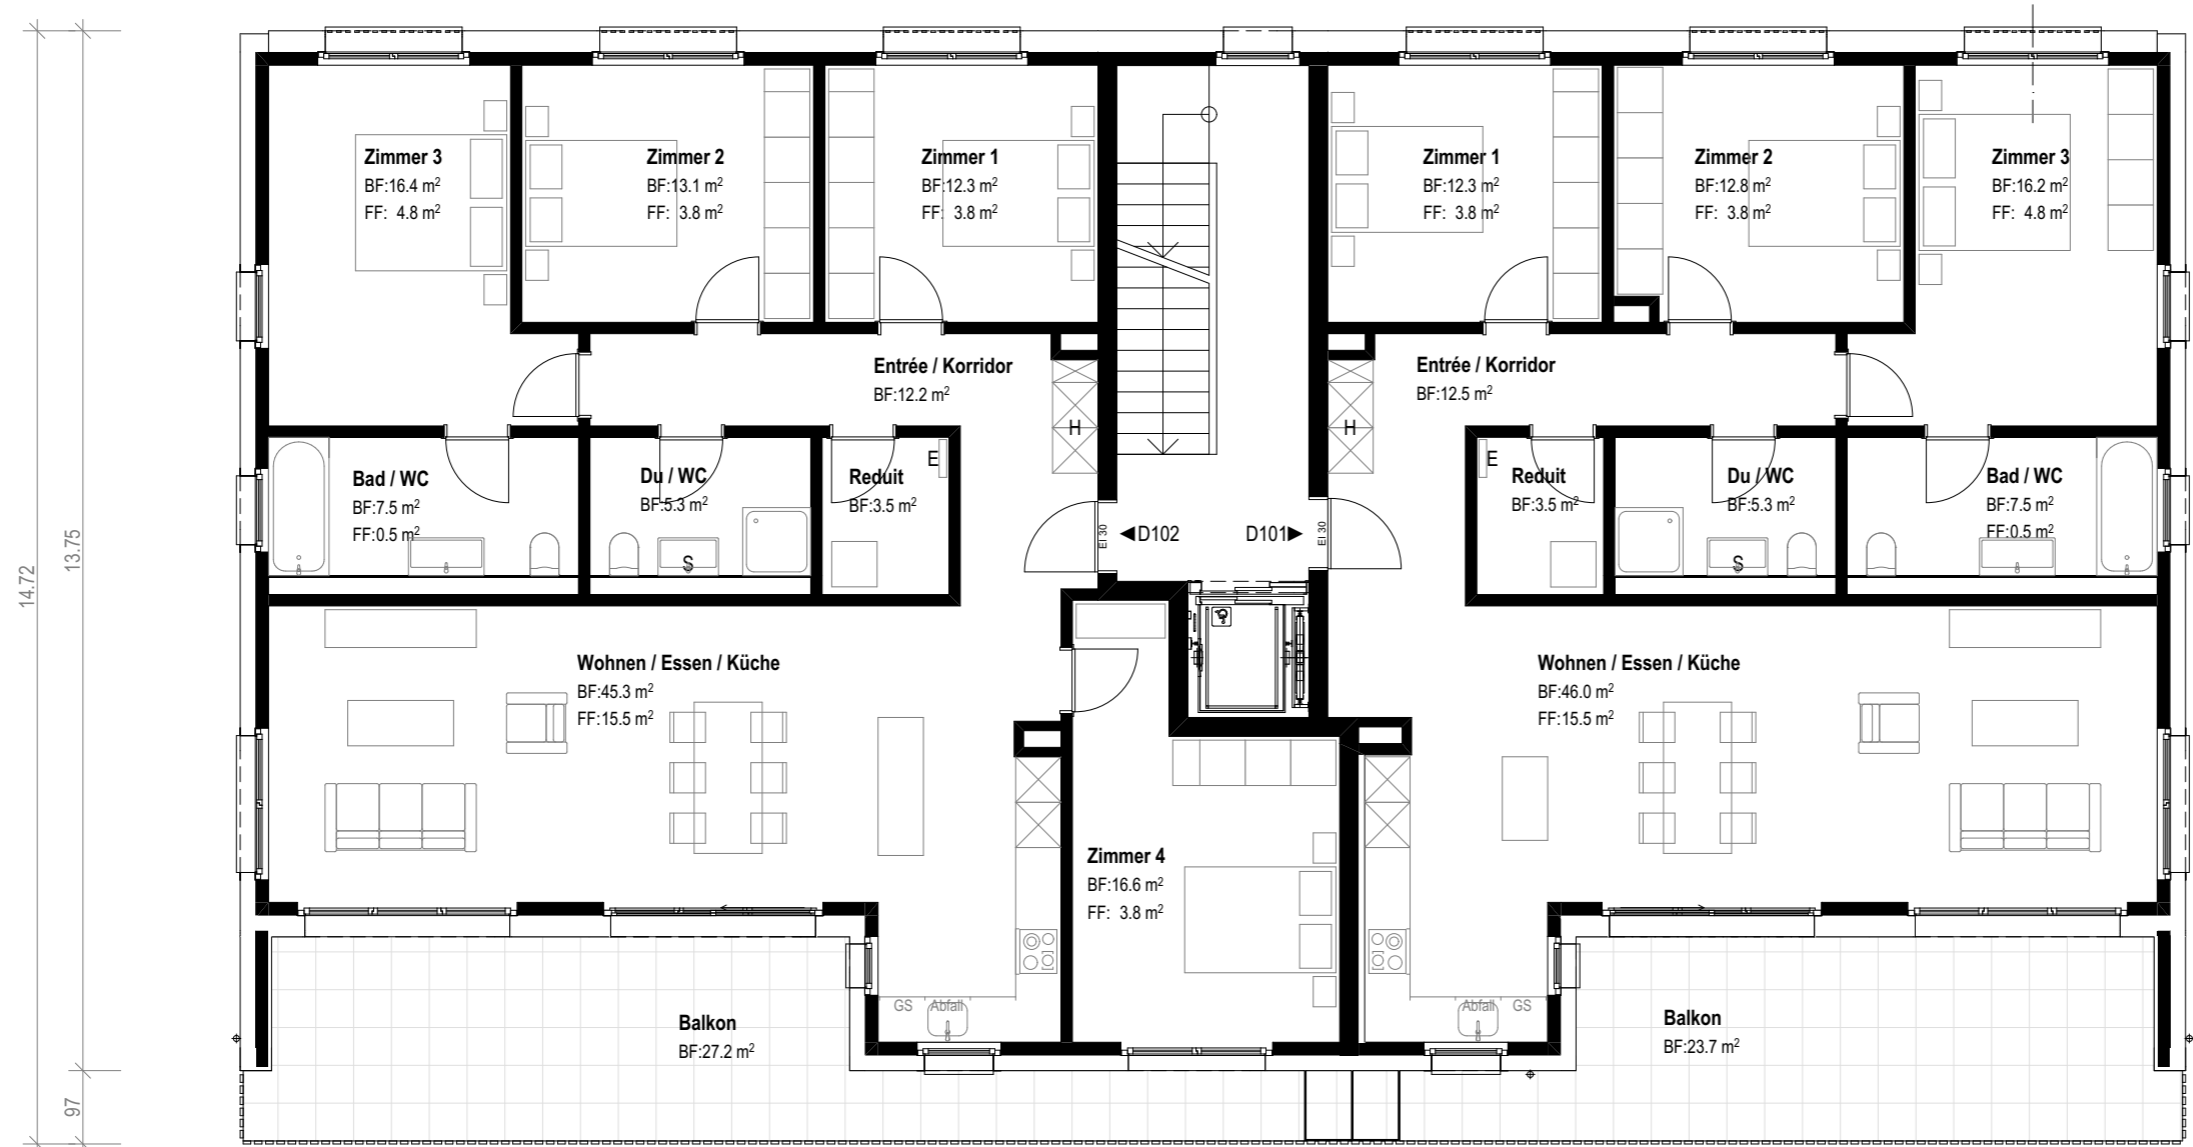 Zimmer 3
BF:16.4 m²
FF: 4.8 m²
Zimmer 2
BF:13.1 m²
FF: 3.8 m²
Zimmer 1
BF:12.3 m²
FF: 3.8 m²
Zimmer 1
BF:12.3 m²
FF: 3.8 m²
Zimmer 2
BF:12.8 m²
FF: 3.8 m²
Zimmer 3
BF:16.2 m²
FF: 4.8 m²
Entrée / Korridor
BF:12.2 m²
H
Entrée / Korridor
BF:12.5 m²
H
Bad / WC
BF:7.5 m²
FF:0.5 m²
Du / WC
BF:5.3 m²
S
Reduit
BF:3.5 m²
E
EI 30
◄D102
D101►
EI 30
E
Reduit
BF:3.5 m²
Du / WC
BF:5.3 m²
S
Bad / WC
BF:7.5 m²
FF:0.5 m²
14.72
13.75
97
Wohnen / Essen / Küche
BF:45.3 m²
FF:15.5 m²
Wohnen / Essen / Küche
BF:46.0 m²
FF:15.5 m²
Zimmer 4
BF:16.6 m²
FF: 3.8 m²
GS Abfall
Abfall GS
Balkon
BF:27.2 m²
Balkon
BF:23.7 m²